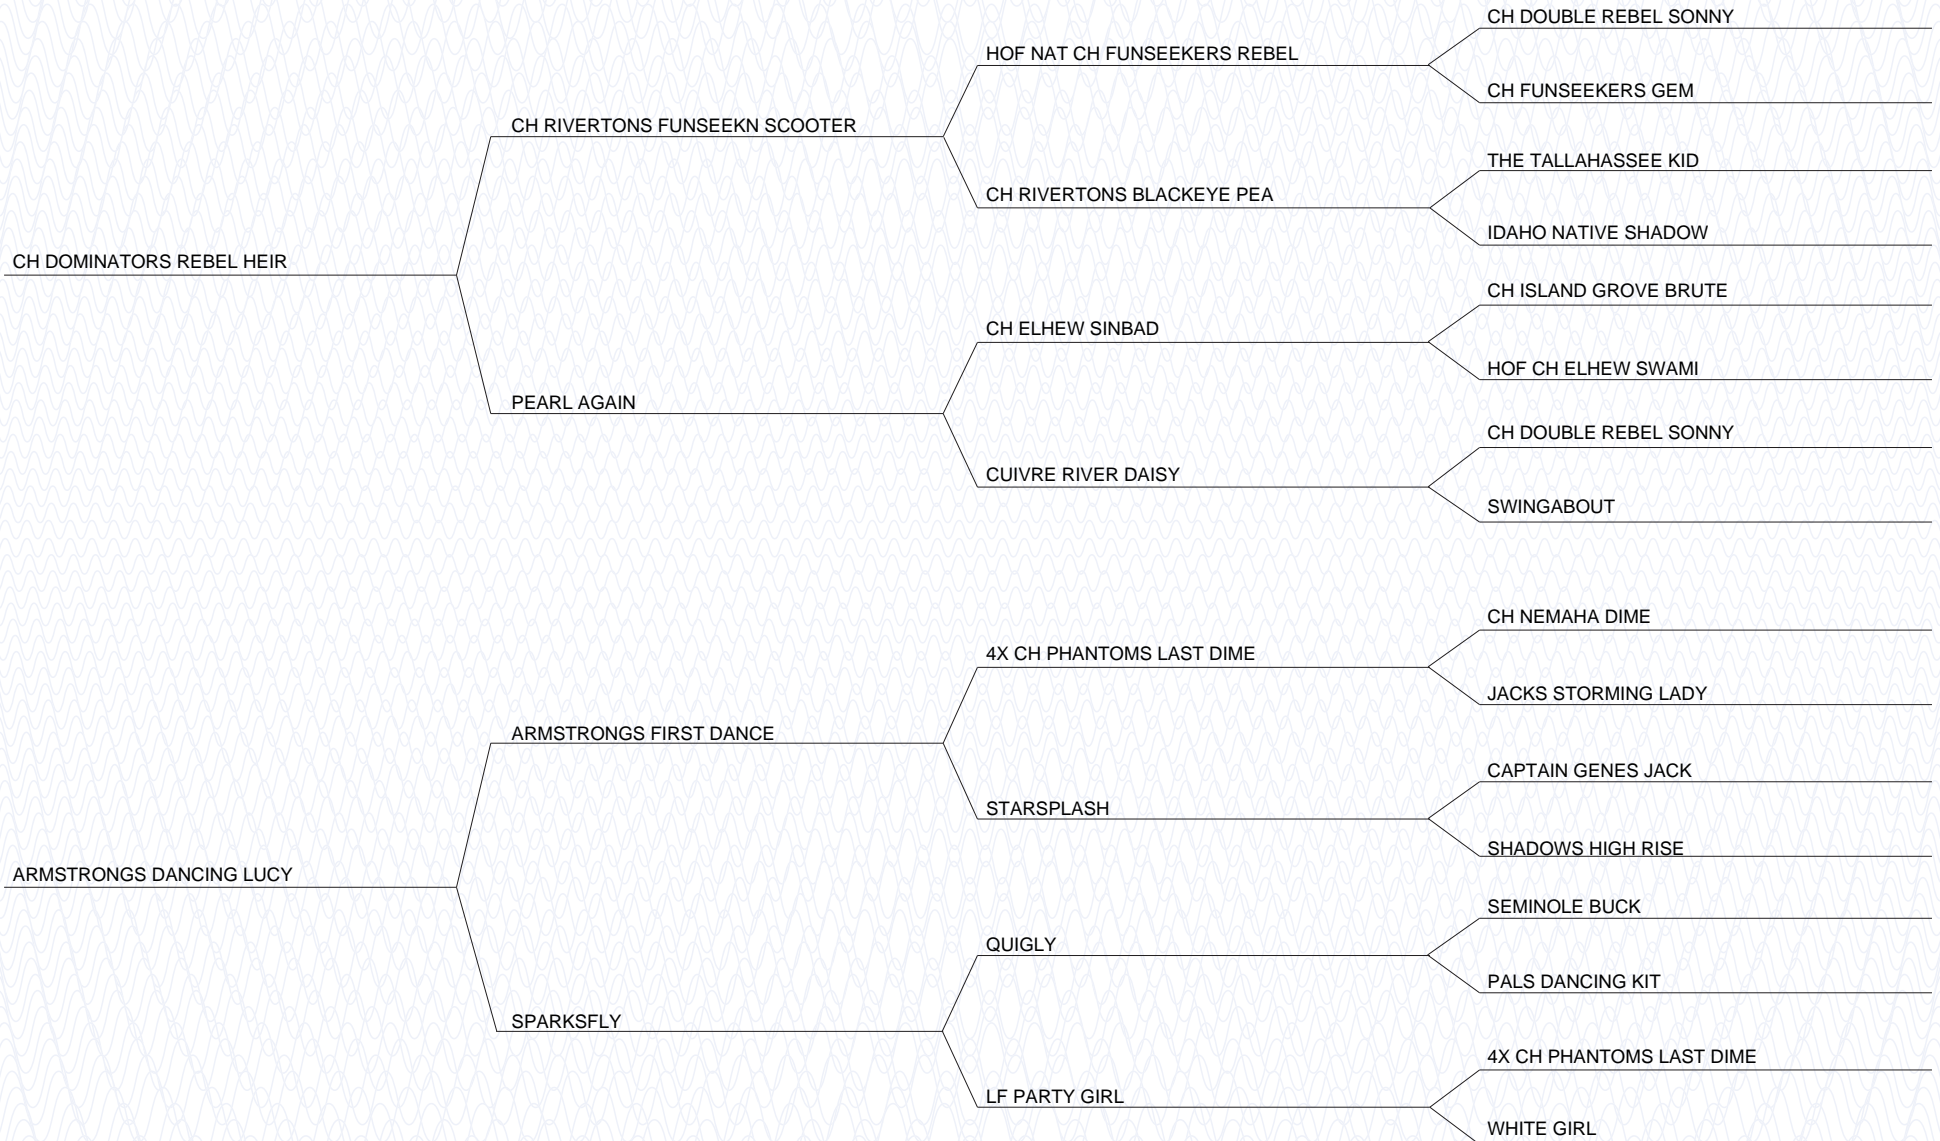 CH DOUBLE REBEL SONNY
HOF NAT CH FUNSEEKERS REBEL
CH FUNSEEKERS GEM
CH RIVERTONS FUNSEEKN SCOOTER
THE TALLAHASSEE KID
CH RIVERTONS BLACKEYE PEA
IDAHO NATIVE SHADOW
CH DOMINATORS REBEL HEIR
CH ISLAND GROVE BRUTE
CH ELHEW SINBAD
HOF CH ELHEW SWAMI
PEARL AGAIN
CH DOUBLE REBEL SONNY
CUIVRE RIVER DAISY
SWINGABOUT
CH NEMAHA DIME
4X CH PHANTOMS LAST DIME
JACKS STORMING LADY
ARMSTRONGS FIRST DANCE
CAPTAIN GENES JACK
STARSPLASH
SHADOWS HIGH RISE
ARMSTRONGS DANCING LUCY
SEMINOLE BUCK
QUIGLY
PALS DANCING KIT
SPARKSFLY
4X CH PHANTOMS LAST DIME
LF PARTY GIRL
WHITE GIRL